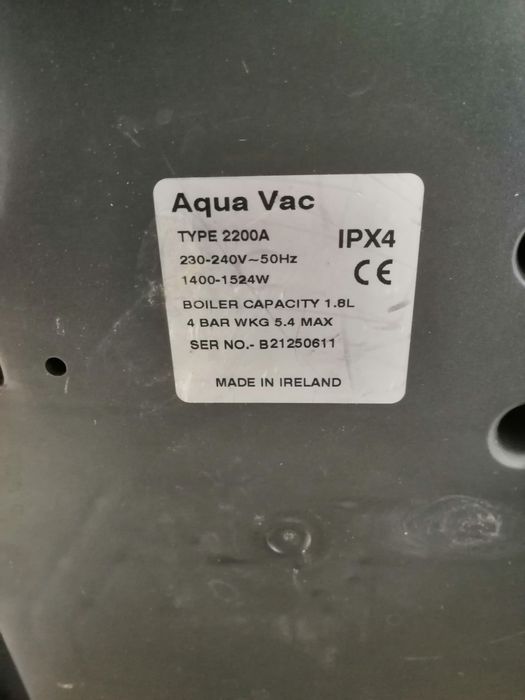 Aqua Vac
TYPE 2200A
IPX4
230-240V~50Hz
1400-1524W
CE
BOILER CAPACITY 1.8L
4 BAR WKG 5.4 MAX
SER NO.- B21250611
MADE IN IRELAND